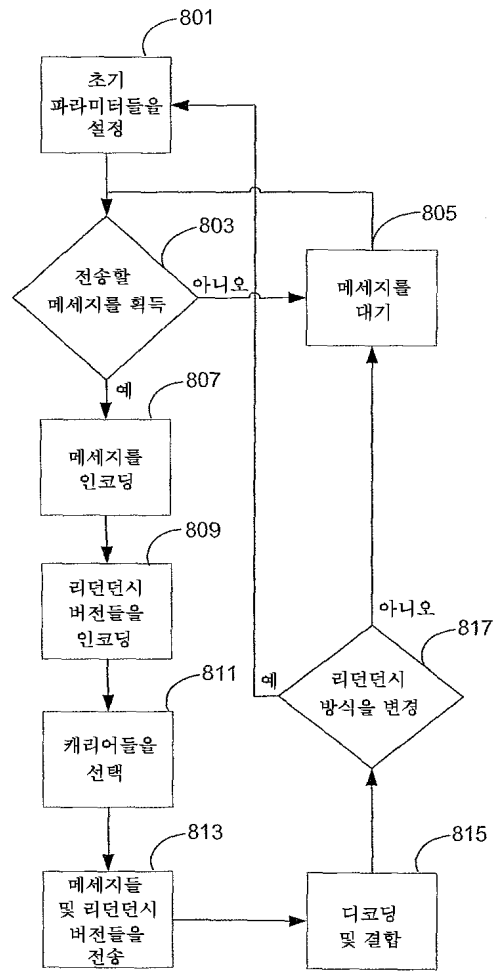 801
초기
파라미터들을
설정
803
전송할
메세지를 획득
아니오
805
메세지를
대기
예
807
메세지를
인코딩
809
리던던시
버전들을
인코딩
811
캐리어들을
선택
813
메세지들
및 리던던시
버전들을
전송
815
디코딩
및 결합
817
리던던시
방식을 변경
예
아니오